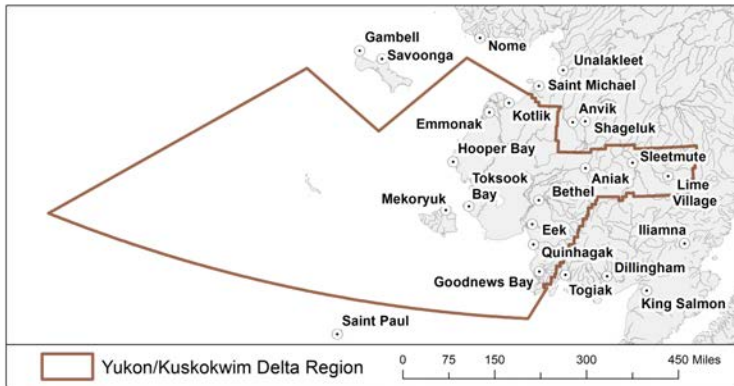 Gambell
Savoonga
Nome
Unalakleet
Saint Michael
Kotlik
Anvik
Emmonak
Shageluk
Hooper Bay
Sleetmute
Toksook
Bay
Aniak
Mekoryuk
Bethel
Lime
Village
Eek
Iliamna
Quinhagak
Goodnews Bay
Dillingham
Togiak
King Salmon
Saint Paul
Yukon/Kuskokwim Delta Region
0 75 150 300 450 Miles